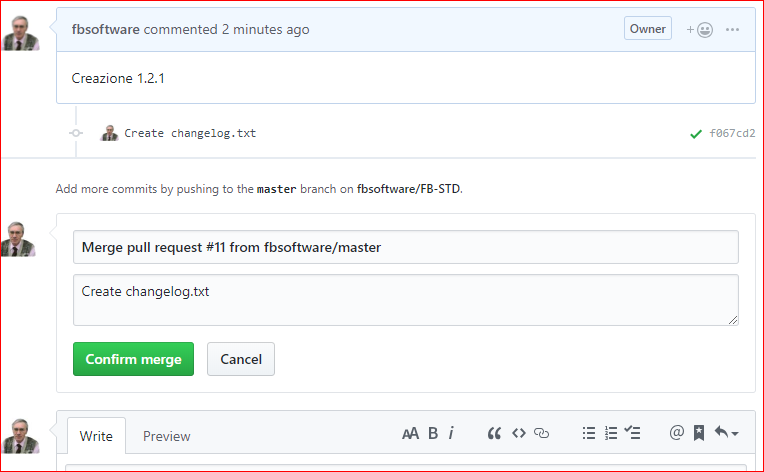 fbsoftware commented 2 minutes ago Owner
Creazione 1.2.1
Create changelog.txt f067cd2
Add more commits by pushing to the master branch on fbsoftware/FB-STD.
Merge pull request #11 from fbsoftware/master
Create changelog.txt
Confirm merge Cancel
Write Preview AA B i @